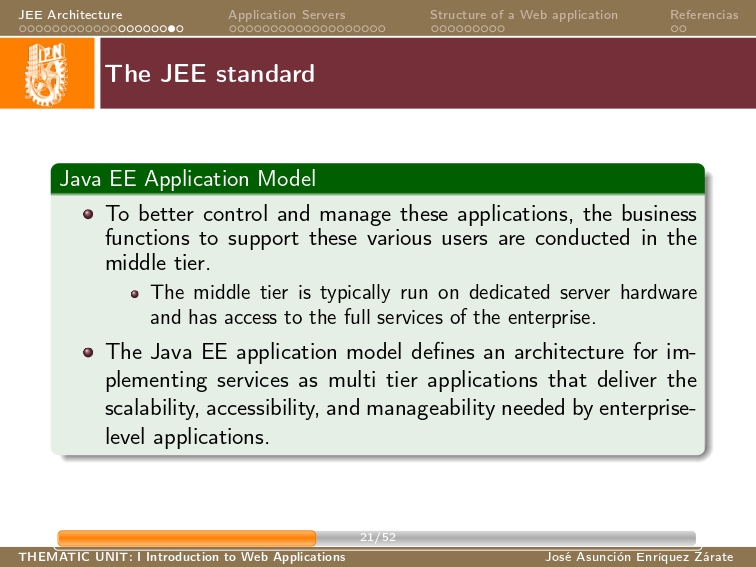 JEE Architecture Application Servers Structure of a Web application Referencias
IPN
The JEE standard
Java EE Application Model
To better control and manage these applications, the business
functions to support these various users are conducted in the
middle tier.
The middle tier is typically run on dedicated server hardware
and has access to the full services of the enterprise.
The Java EE application model defines an architecture for im-
plementing services as multi tier applications that deliver the
scalability, accessibility, and manageability needed by enterprise-
level applications.
21/52
THEMATIC UNIT: I Introduction to Web Applications José Asunción Enríquez Zárate